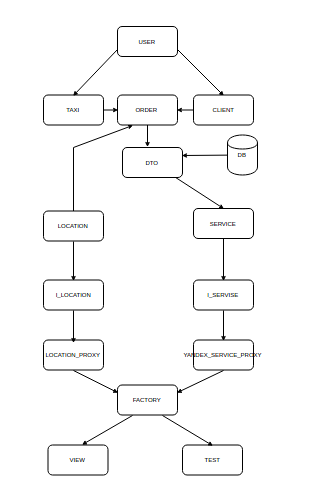 USER
TAXI
ORDER
CLIENT
DTO
DB
LOCATION
SERVICE
I_LOCATION
I_SERVISE
LOCATION_PROXY
YANDEX_SERVICE_PROXY
FACTORY
VIEW
TEST